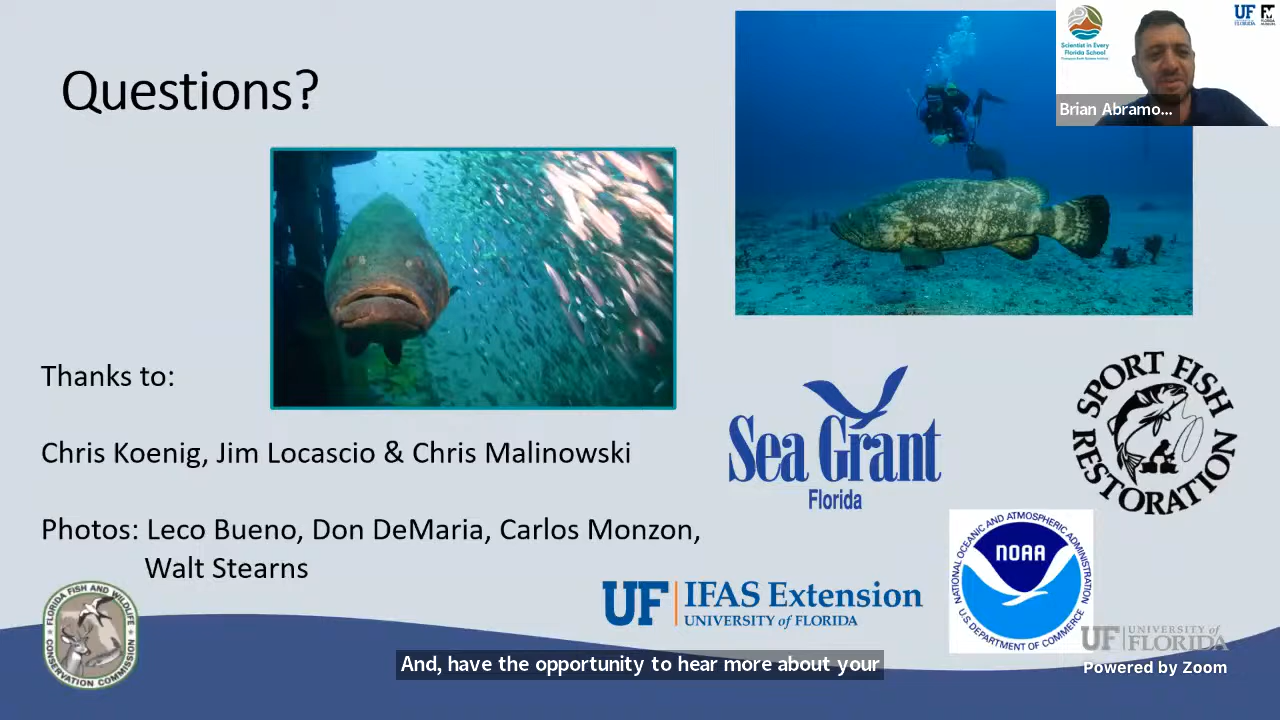 Questions?
Scientist in Every
Florida School
UF
Brian Abramo...
Thanks to:
Chris Koenig, Jim Locascio & Chris Malinowski
Photos: Leco Bueno, Don DeMaria, Carlos Monzon,
Walt Stearns
Sea Grant
Florida
SPORT FISH
RESTORATION
NATIONAL OCEANIC AND ATMOSPHERIC ADMINISTRATION
NOAA
U.S. DEPARTMENT OF COMMERCE
UF IFAS Extension
UNIVERSITY of FLORIDA
FLORIDA FISH AND WILDLIFE
CONSERVATION COMMISSION
UF UNIVERSITY of
FLORIDA
And, have the opportunity to hear more about your
Powered by Zoom